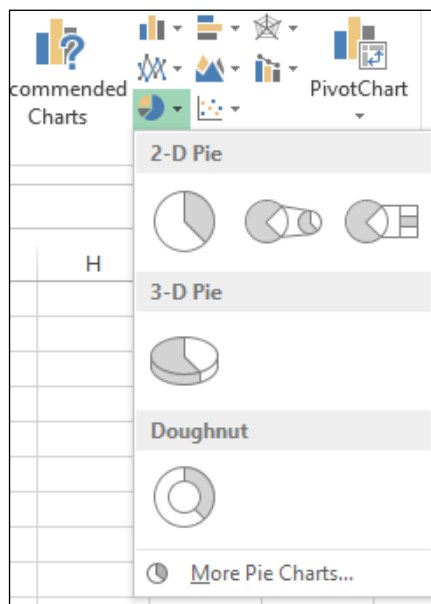 commended
Charts
PivotChart
2-D Pie
H
3-D Pie
Doughnut
More Pie Charts...